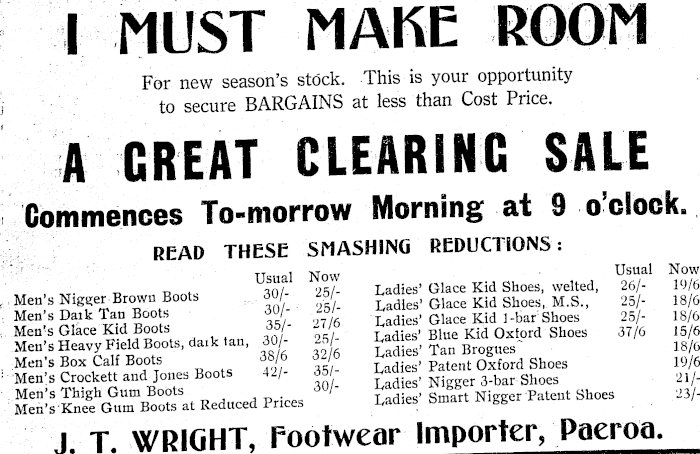 I MUST MAKE ROOM
For new season's stock. This is your opportunity
to secure BARGAINS at less than Cost Price.
A GREAT CLEARING SALE
Commences To-morrow Morning at 9 o'clock.
READ THESE SMASHING REDUCTIONS:
Usual Now
Men's Nigger Brown Boots 30/- 25/-
Men's Dark Tan Boots 30/- 25/-
Men's Glace Kid Boots 35/- 27/6
Men's Heavy Field Boots, dark tan, 30/- 25/-
Men's Box Calf Boots 38/6 32/6
Men's Crockett and Jones Boots 42/- 35/-
Men's Thigh Gum Boots 30/-
Men's Knee Gum Boots at Reduced Prices
Usual Now
Ladies' Glace Kid Shoes, welted, 26/- 19/6
Ladies' Glace Kid Shoes, M.S., 25/- 18/6
Ladies' Glace Kid 1-bar Shoes 25/- 18/6
Ladies' Blue Kid Oxford Shoes 37/6 15/6
Ladies' Tan Brogues 18/6
Ladies' Patent Oxford Shoes 19/6
Ladies' Nigger 3-bar Shoes 21/-
Ladies' Smart Nigger Patent Shoes 23/-
J. T. WRIGHT, Footwear Importer, Paeroa.